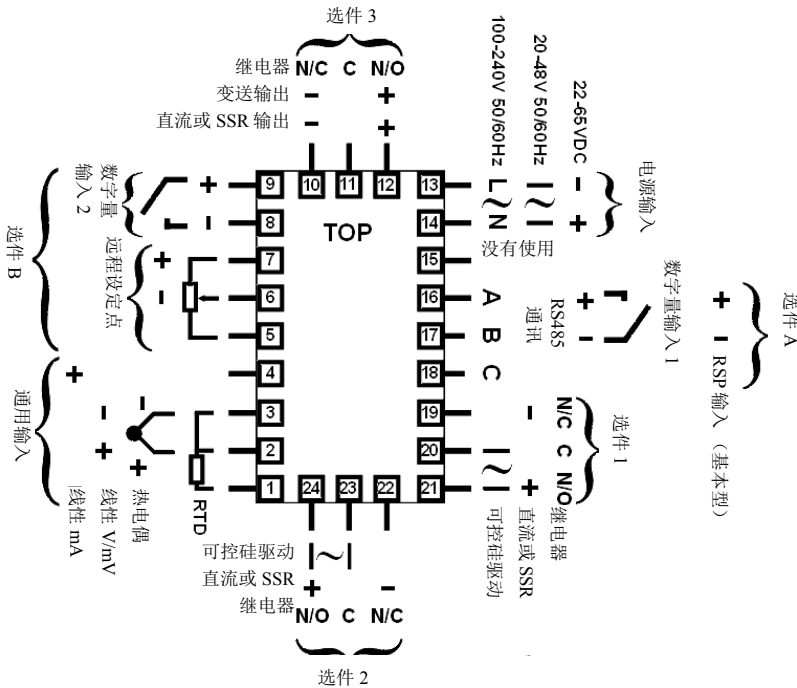 选件 3
继电器 N/C C N/O
变送输出 − +
直流或 SSR 输出 − +
100-240V 50/60Hz
20-48V 50/60Hz
22-65VDC
电源输入
L ~ N
~
− +
没有使用
选件 B
数字量
输入 2
+ −
远程设定点
+ −
9 10 11 12 13
8 14
7 15
6 16
5 17
4 18
3 19
2 20
1 24 23 22 21
TOP
A
B
C
RS485
通讯
+ −
数字量输入 1
+ − RSP 输入 （基本型）
选件 A
通用输入
+ 线性 mA
− + 线性 V/mV
− + 热电偶
RTD
选件 1
N/C C N/O 继电器
− + 直流或 SSR
~ 可控硅驱动
可控硅驱动 ~
直流或 SSR + −
继电器 N/O C N/C
选件 2